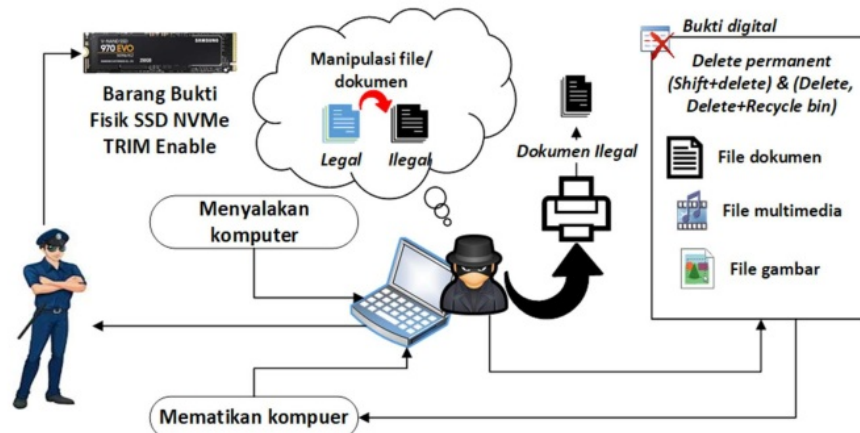 SAMSUNG
970 EVO
Barang Bukti
Fisik SSD NVMe
TRIM Enable
Manipulasi file/
dokumen
Legal
Ilegal
Dokumen Ilegal
Bukti digital
Delete permanent
(Shift+delete) & (Delete,
Delete+Recycle bin)
File dokumen
File multimedia
File gambar
Menyalakan
komputer
Mematikan kompuer